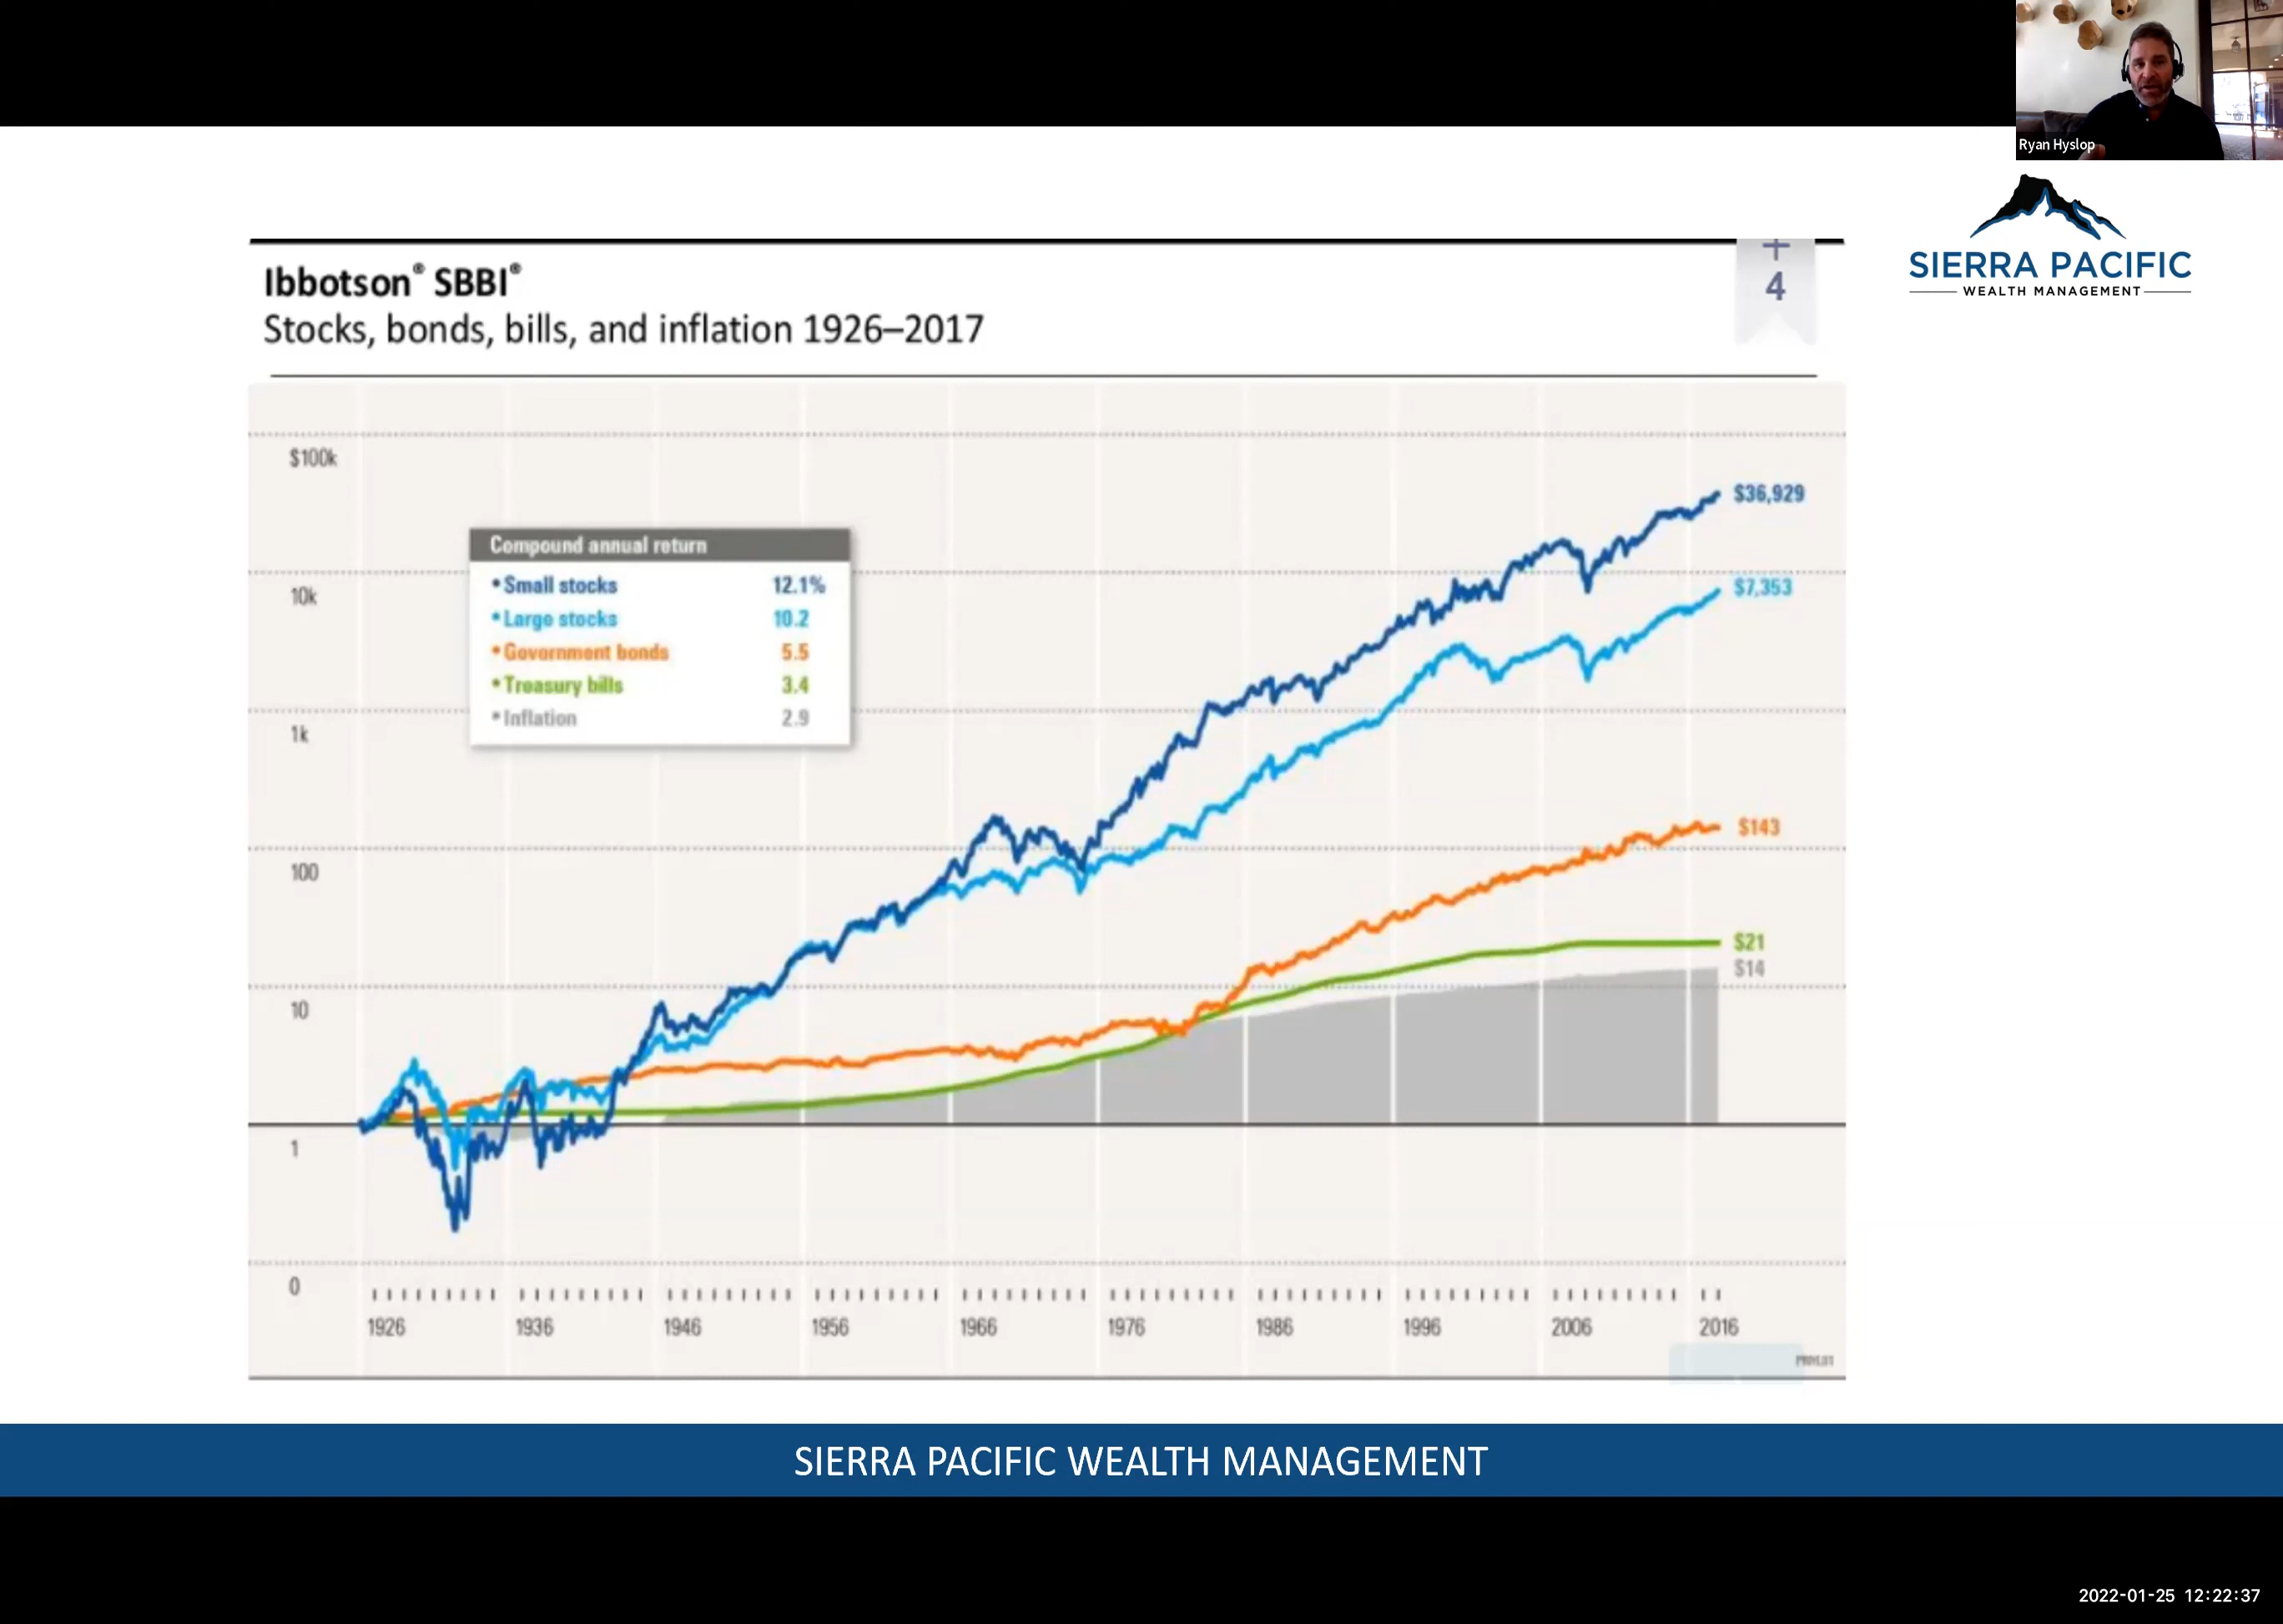 Ryan Hyslop
SIERRA PACIFIC
WEALTH MANAGEMENT
Ibbotson® SBBI®
Stocks, bonds, bills, and inflation 1926–2017
+
4
$100k
10k
1k
100
10
1
0
Compound annual return
• Small stocks 12.1%
• Large stocks 10.2
• Government bonds 5.5
• Treasury bills 3.4
• Inflation 2.9
$36,929
$7,353
$143
$21
$14
1926 1936 1946 1956 1966 1976 1986 1996 2006 2016
SIERRA PACIFIC WEALTH MANAGEMENT
2022-01-25 12:22:37